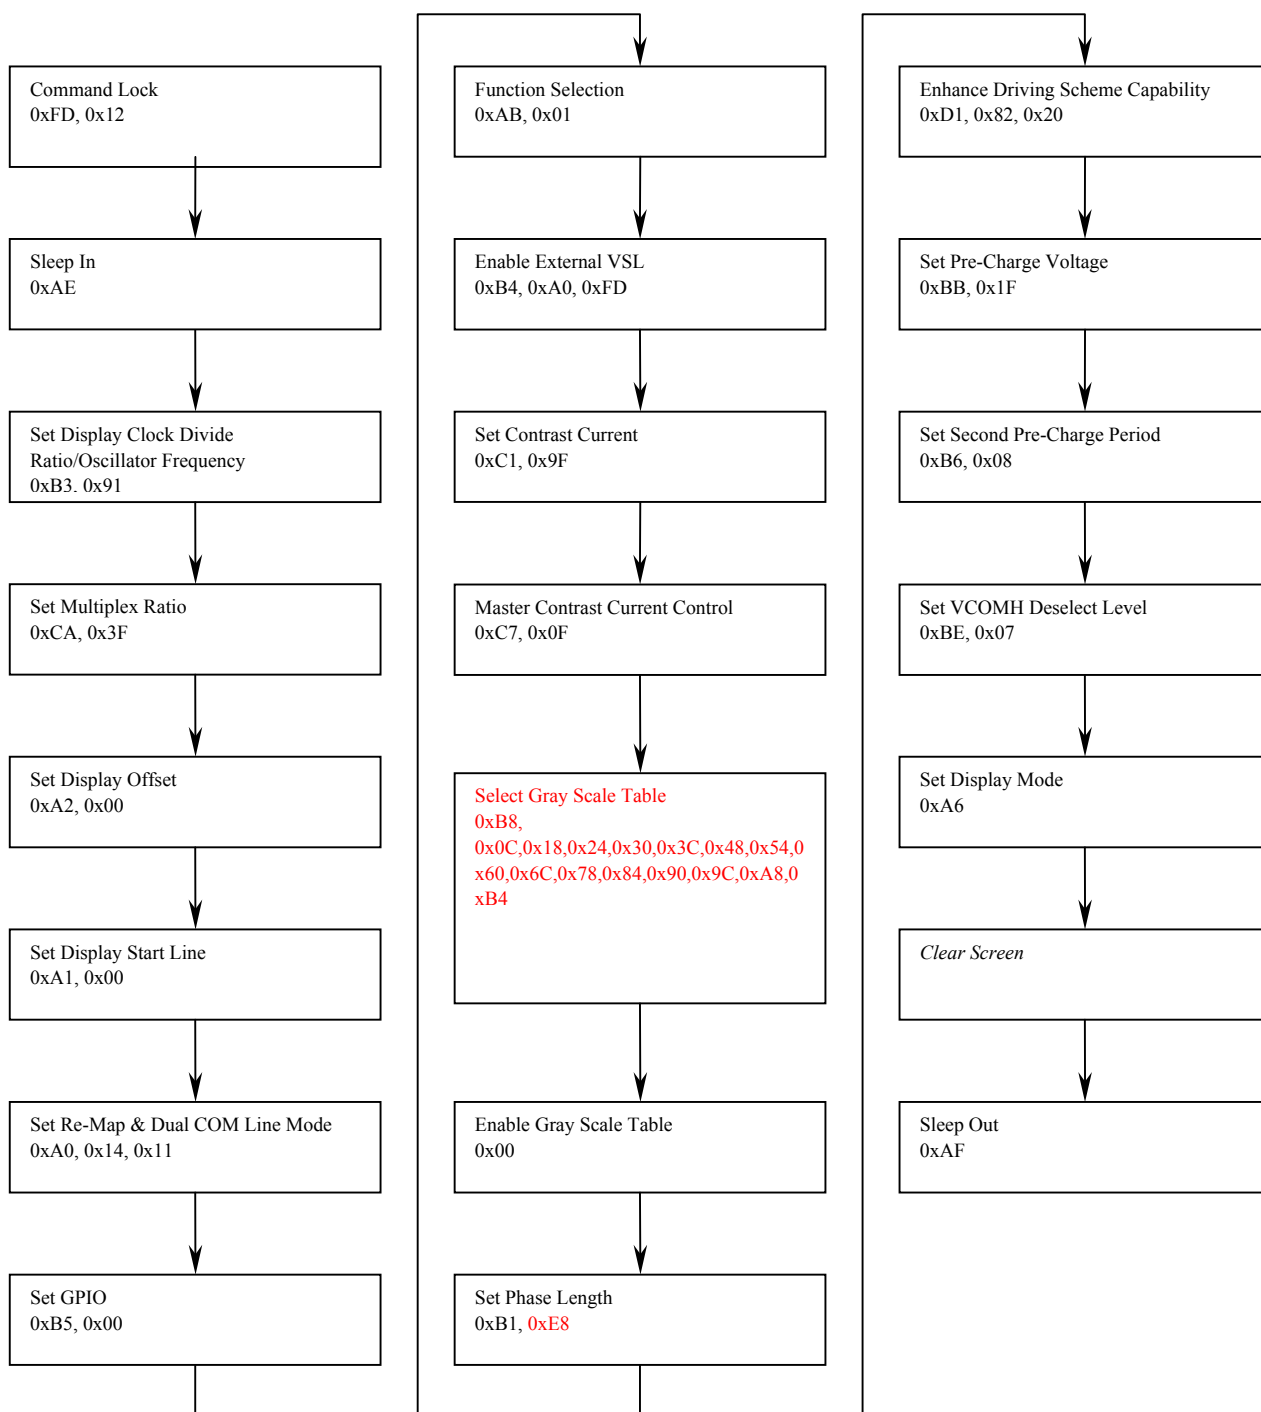 Command Lock
0xFD, 0x12
Sleep In
0xAE
Set Display Clock Divide
Ratio/Oscillator Frequency
0xB3, 0x91
Set Multiplex Ratio
0xCA, 0x3F
Set Display Offset
0xA2, 0x00
Set Display Start Line
0xA1, 0x00
Set Re-Map & Dual COM Line Mode
0xA0, 0x14, 0x11
Set GPIO
0xB5, 0x00
Function Selection
0xAB, 0x01
Enable External VSL
0xB4, 0xA0, 0xFD
Set Contrast Current
0xC1, 0x9F
Master Contrast Current Control
0xC7, 0x0F
Select Gray Scale Table
0xB8,
0x0C,0x18,0x24,0x30,0x3C,0x48,0x54,0
x60,0x6C,0x78,0x84,0x90,0x9C,0xA8,0
xB4
Enable Gray Scale Table
0x00
Set Phase Length
0xB1, 0xE8
Enhance Driving Scheme Capability
0xD1, 0x82, 0x20
Set Pre-Charge Voltage
0xBB, 0x1F
Set Second Pre-Charge Period
0xB6, 0x08
Set VCOMH Deselect Level
0xBE, 0x07
Set Display Mode
0xA6
Clear Screen
Sleep Out
0xAF